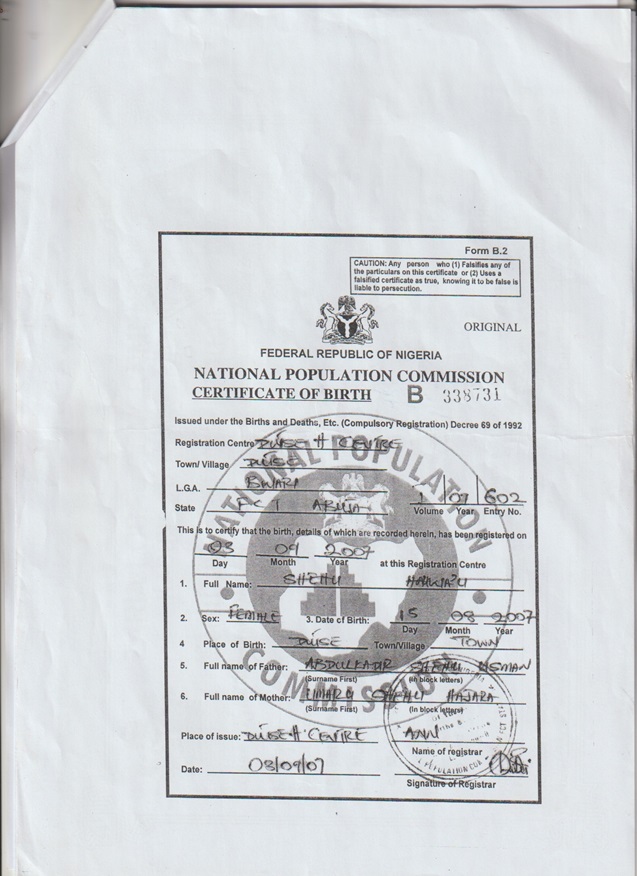 Form B.2
CAUTION: Any person who (1) Falsifies any of
the particulars on this certificate or (2) Uses a
falsified certificate as true, knowing it to be false is
liable to persecution.
ORIGINAL
FEDERAL REPUBLIC OF NIGERIA
NATIONAL POPULATION COMMISSION
CERTIFICATE OF BIRTH B 338731
Issued under the Births and Deaths, Etc. (Compulsory Registration) Decree 69 of 1992
Registration Centre DUTSE H CENTRE
Town/ Village DUTSE
L.G.A. BWARI
State FCT ABUJA 1 / 07 / 602
Volume Year Entry No.
This is to certify that the birth, details of which are recorded herein, has been registered on
03 09 2007
Day Month Year at this Registration Centre
1. Full Name: SHEHU
2. Sex: FEMALE 3. Date of Birth: 15 08 2007
Day Month Year
4 Place of Birth: DUTSE Town/Village TOWN
5. Full name of Father: ABDULKADIR SHEHU USMAN
(Surname First) (In block letters)
6. Full name of Mother: UMARU SHEHU HAJARA
(Surname First) (In block letters)
Place of issue: DUTSE H CENTRE ANN
Name of registrar
Date: 03/09/07
Signature of Registrar
NATIONAL POPULATION
COMMISSION